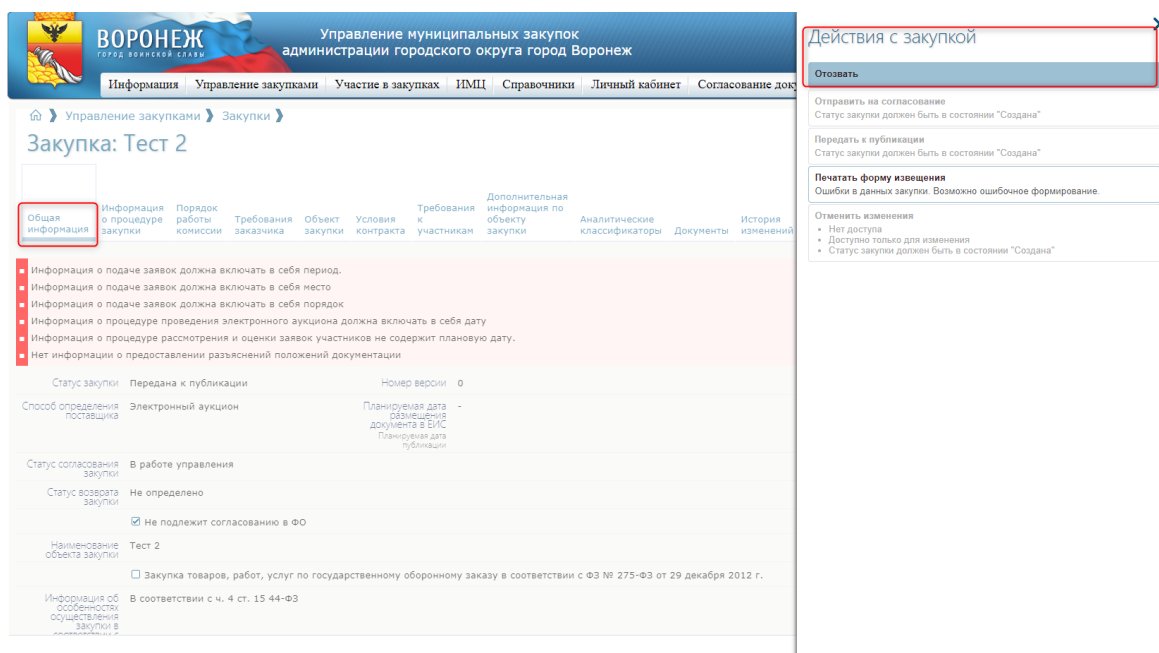 ВОРОНЕЖ
ГОРОД ВОИНСКОЙ СЛАВЫ
Управление муниципальных закупок
администрации городского округа город Воронеж
Информация Управление закупками Участие в закупках ИМЦ Справочники Личный кабинет Согласование доку
Управление закупками Закупки
Закупка: Тест 2
Общая
информация
Информация
о процедуре
закупки
Порядок
работы
комиссии
Требования
заказчика
Объект
закупки
Условия
контракта
Требования
к
участникам
Дополнительная
информация по
объекту
закупки
Аналитические
классификаторы
Документы
История
изменений
Информация о подаче заявок должна включать в себя период.
Информация о подаче заявок должна включать в себя место
Информация о подаче заявок должна включать в себя порядок
Информация о процедуре проведения электронного аукциона должна включать в себя дату
Информация о процедуре рассмотрения и оценки заявок участников не содержит плановую дату.
Нет информации о предоставлении разъяснений положений документации
Статус закупки Передана к публикации Номер версии 0
Способ определения
поставщика
Электронный аукцион
Планируемая дата
размещения
документа в ЕИС
Планируемая дата
публикации
-
Статус согласования
закупки
В работе управления
Статус возврата
закупки
Не определено
Не подлежит согласованию в ФО
Наименование
объекта закупки
Тест 2
Закупка товаров, работ, услуг по государственному оборонному заказу в соответствии с ФЗ № 275-ФЗ от 29 декабря 2012 г.
Информация об
особенностях
осуществления
закупки в
соответствии с
В соответствии с ч. 4 ст. 15 44-ФЗ
Действия с закупкой
Отозвать
Отправить на согласование
Статус закупки должен быть в состоянии "Создана"
Передать к публикации
Статус закупки должен быть в состоянии "Создана"
Печатать форму извещения
Ошибки в данных закупки. Возможно ошибочное формирование.
Отменить изменения
• Нет доступа
• Доступно только для изменения
• Статус закупки должен быть в состоянии "Создана"